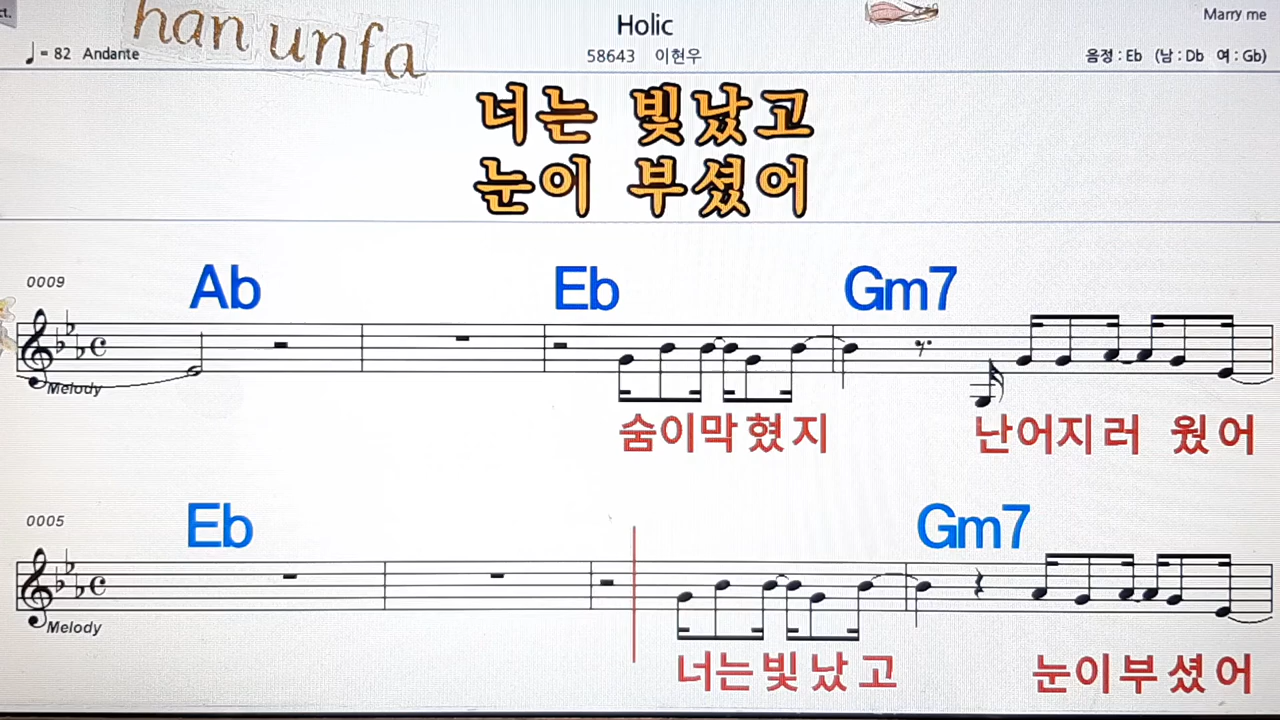 ct.
han unfa
Holic
Marry me
♩= 82 Andante
58643 이현우
음정 : Eb (남 : Db 여 : Gb)
너는 빛났고
눈이 부셨어
0009
Ab Eb Gm7
Melody
숨이막혔지 난어지러 웠어
0005
Eb Gm7
Melody
너는빛났고 눈이부셨어